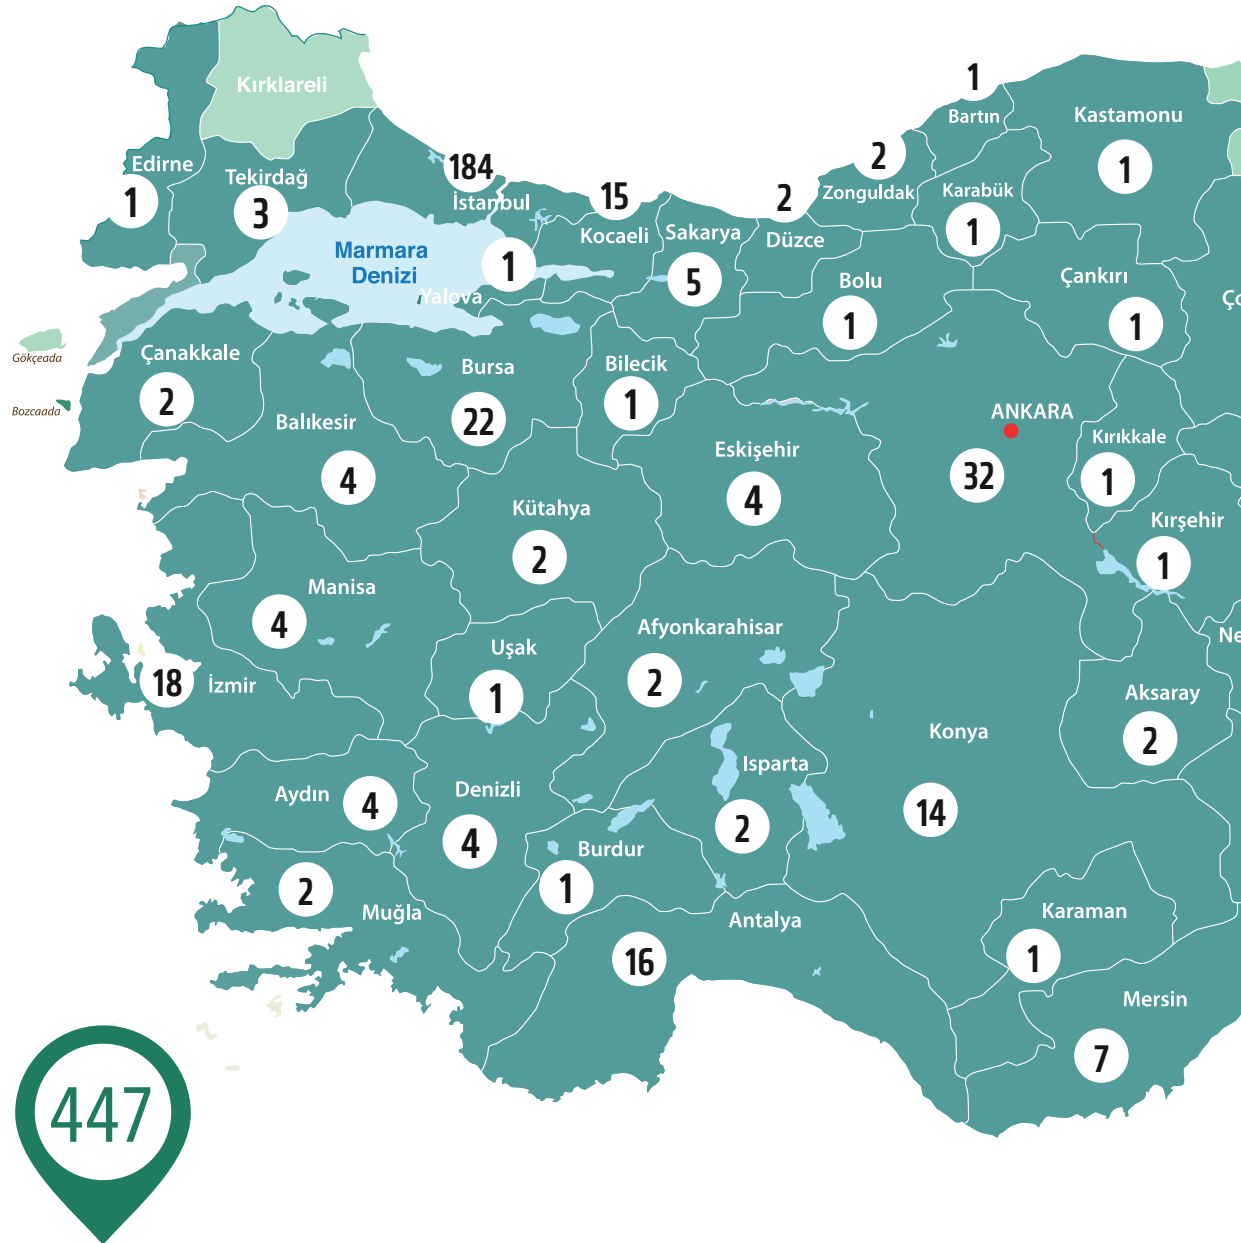 Kırklareli
1
Bartın
Kastamonu
1
Edirne
1
Tekirdağ
3
184
İstanbul
15
Kocaeli
2
Zonguldak
2
Düzce
Karabük
1
Sakarya
5
Marmara
Denizi
1
Yalova
Bolu
1
Çankırı
1
Ço
Gökçeada
Bozcaada
Çanakkale
2
Balıkesir
4
Bursa
22
Bilecik
1
Eskişehir
4
ANKARA
32
Kırıkkale
1
Kırşehir
1
Kütahya
2
Manisa
4
Uşak
1
Afyonkarahisar
2
Ne
18
İzmir
Aksaray
2
Konya
14
Isparta
2
Aydın
4
Denizli
4
Burdur
1
2
Muğla
Antalya
16
Karaman
1
Mersin
7
447